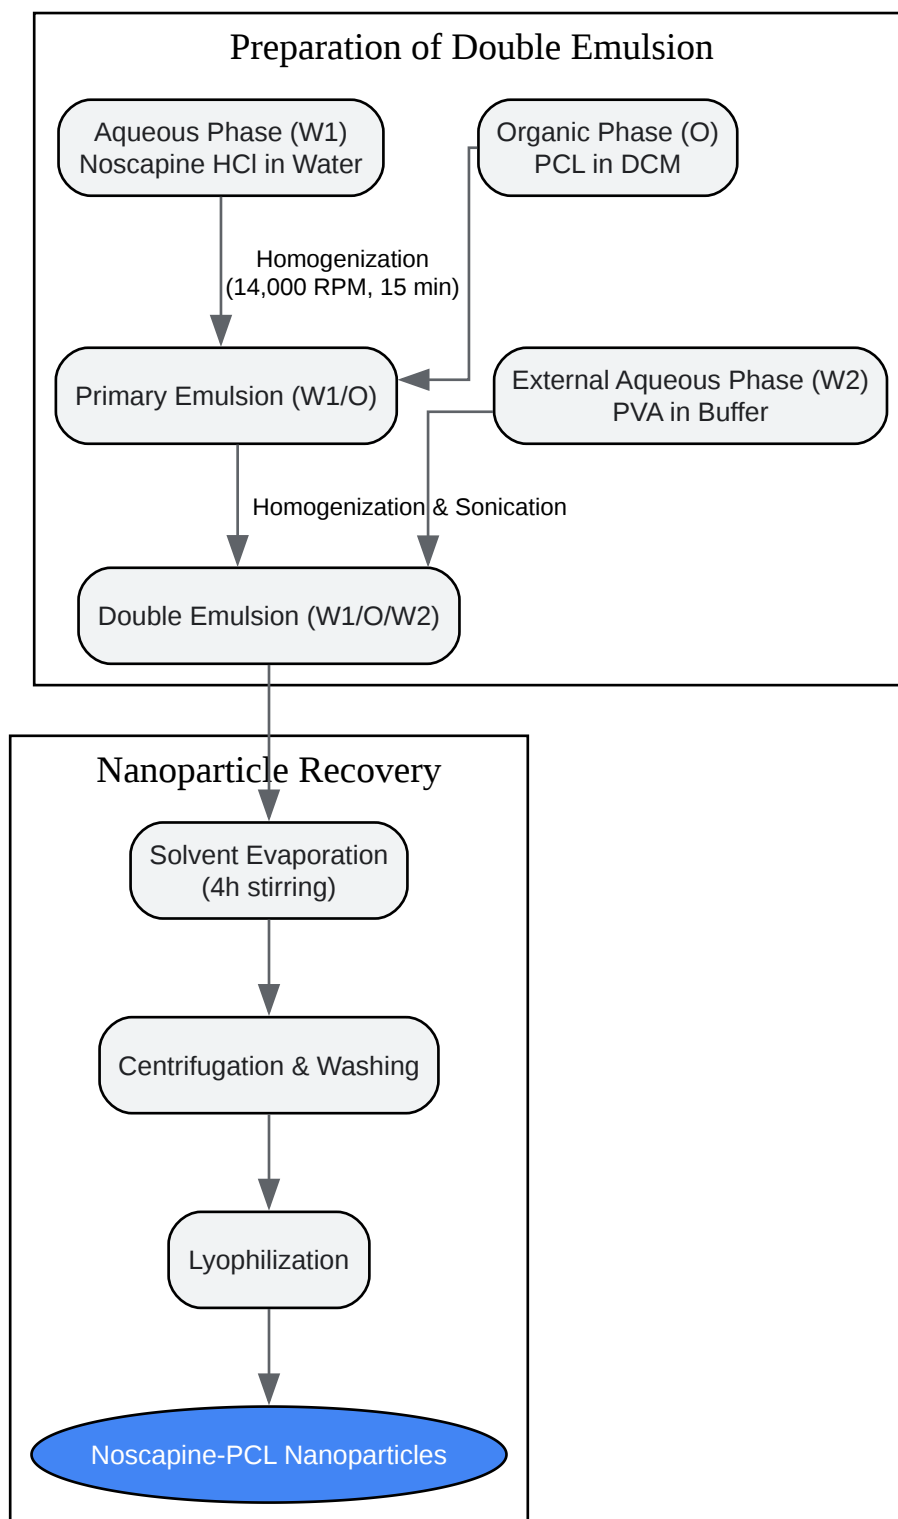 Preparation of Double Emulsion
Aqueous Phase (W1)
Noscapine HCl in Water
Organic Phase (O)
PCL in DCM
Homogenization
(14,000 RPM, 15 min)
Primary Emulsion (W1/O)
External Aqueous Phase (W2)
PVA in Buffer
Homogenization & Sonication
Double Emulsion (W1/O/W2)
Nanoparticle Recovery
Solvent Evaporation
(4h stirring)
Centrifugation & Washing
Lyophilization
Noscapine-PCL Nanoparticles